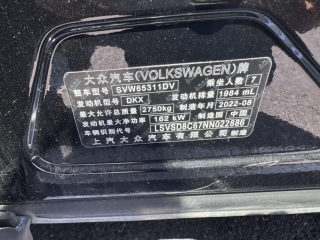 大众汽车(VOLKSWAGEN)牌
整车型号 SVW65311DV 乘坐人数 7
发动机型号 DKX 发动机排量 1984 mL
最大允许总质量 2750kg 制造年月 2022-08
发动机最大净功率 162 kW 制造国 中国
车辆识别代号 LSVSD8C67NN022886
上汽大众汽车有限公司制造